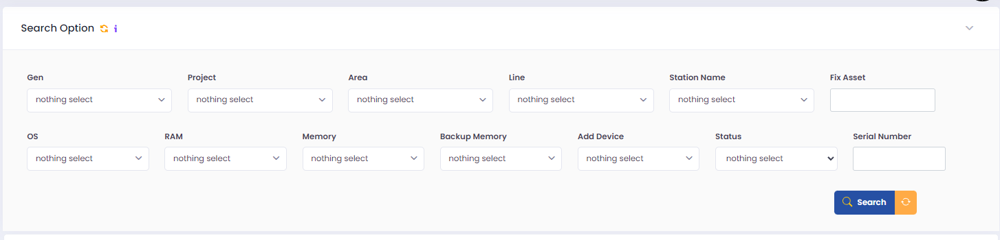 Search Option
Gen Project Area Line Station Name Fix Asset
nothing select nothing select nothing select nothing select nothing select
OS RAM Memory Backup Memory Add Device Status Serial Number
nothing select nothing select nothing select nothing select nothing select nothing select
Search